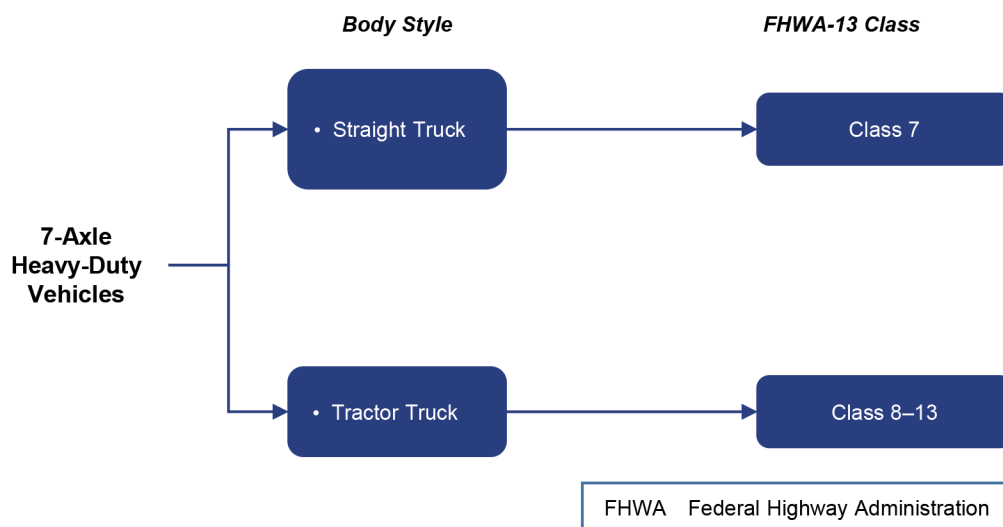 Body Style
FHWA-13 Class
• Straight Truck
Class 7
7-Axle
Heavy-Duty
Vehicles
• Tractor Truck
Class 8–13
FHWA Federal Highway Administration